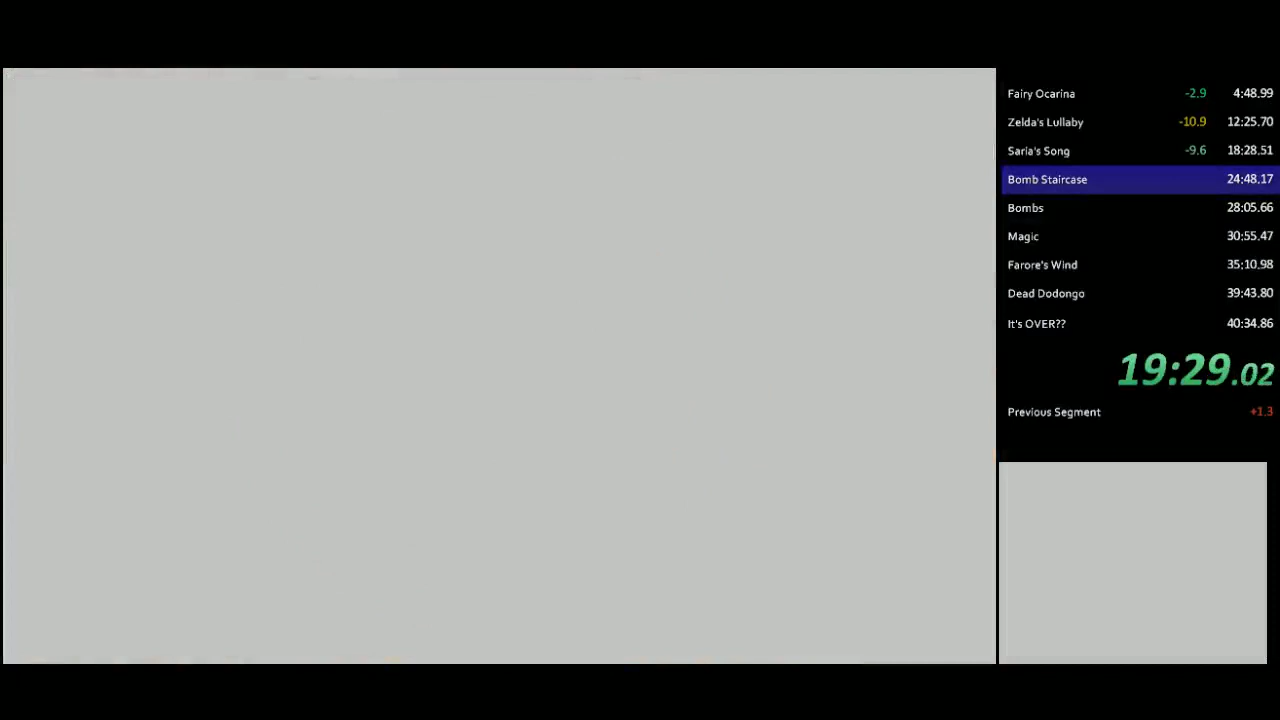 Fairy Ocarina -2.9 4:48.99
Zelda's Lullaby -10.9 12:25.70
Saria's Song -9.6 18:28.51
Bomb Staircase 24:48.17
Bombs 28:05.66
Magic 30:55.47
Farore's Wind 35:10.98
Dead Dodongo 39:43.80
It's OVER?? 40:34.86
19:29.02
Previous Segment +1.3